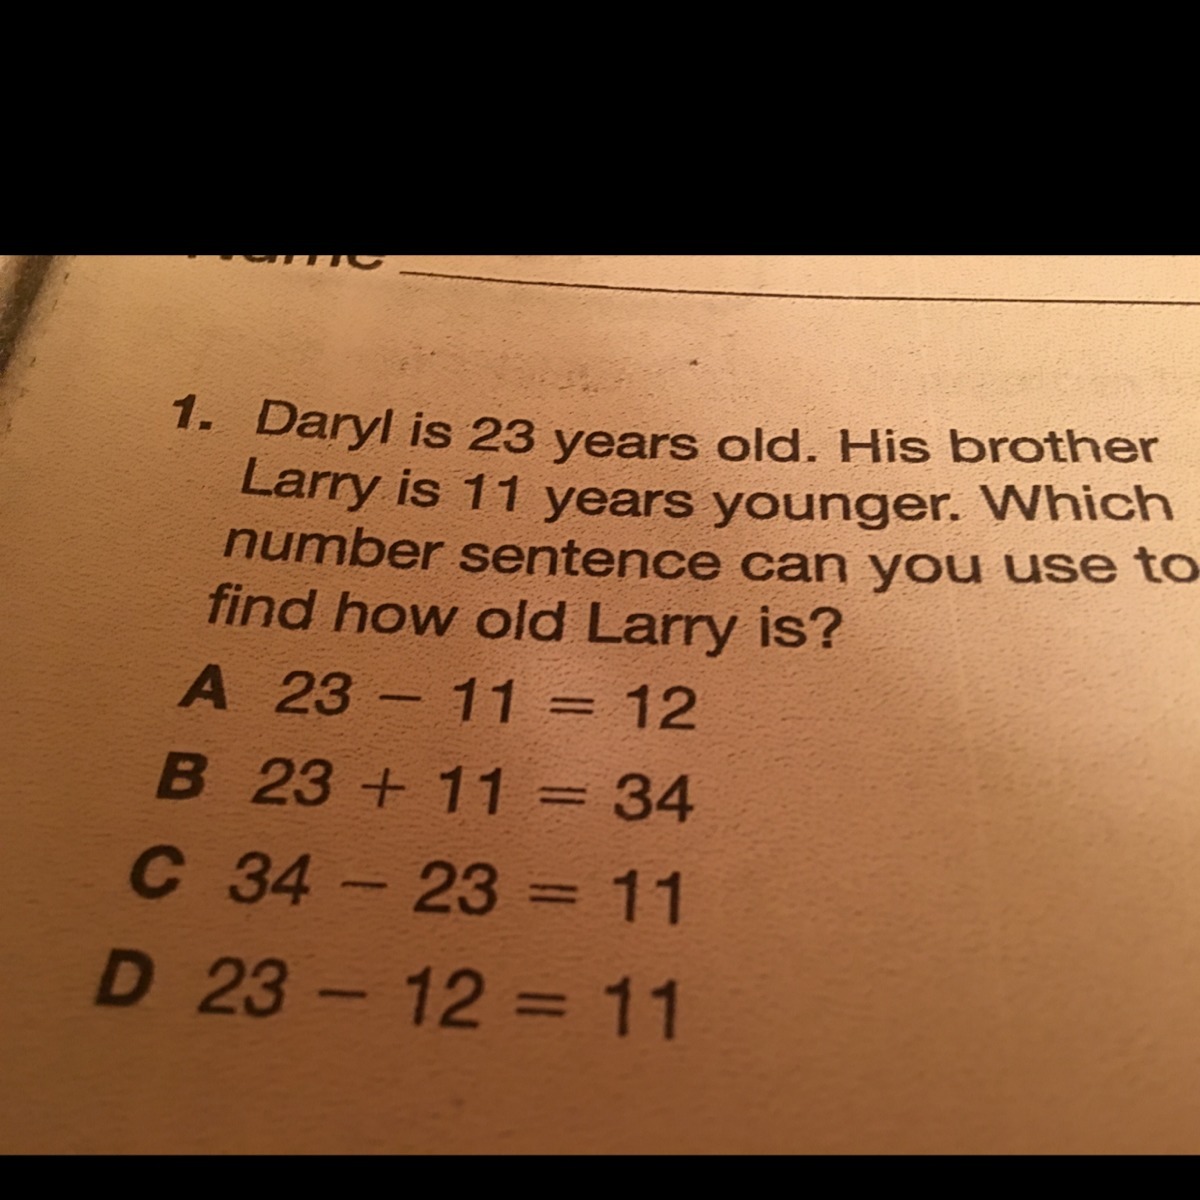 Name
1. Daryl is 23 years old. His brother
Larry is 11 years younger. Which
number sentence can you use to
find how old Larry is?
A 23 − 11 = 12
B 23 + 11 = 34
C 34 − 23 = 11
D 23 − 12 = 11